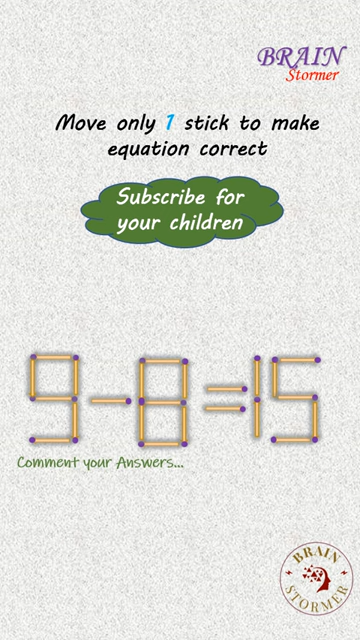 BRAIN
Stormer
Move only 1 stick to make
equation correct
Subscribe for
your children
9-8=15
Comment your Answers...
BRAIN
STORMER